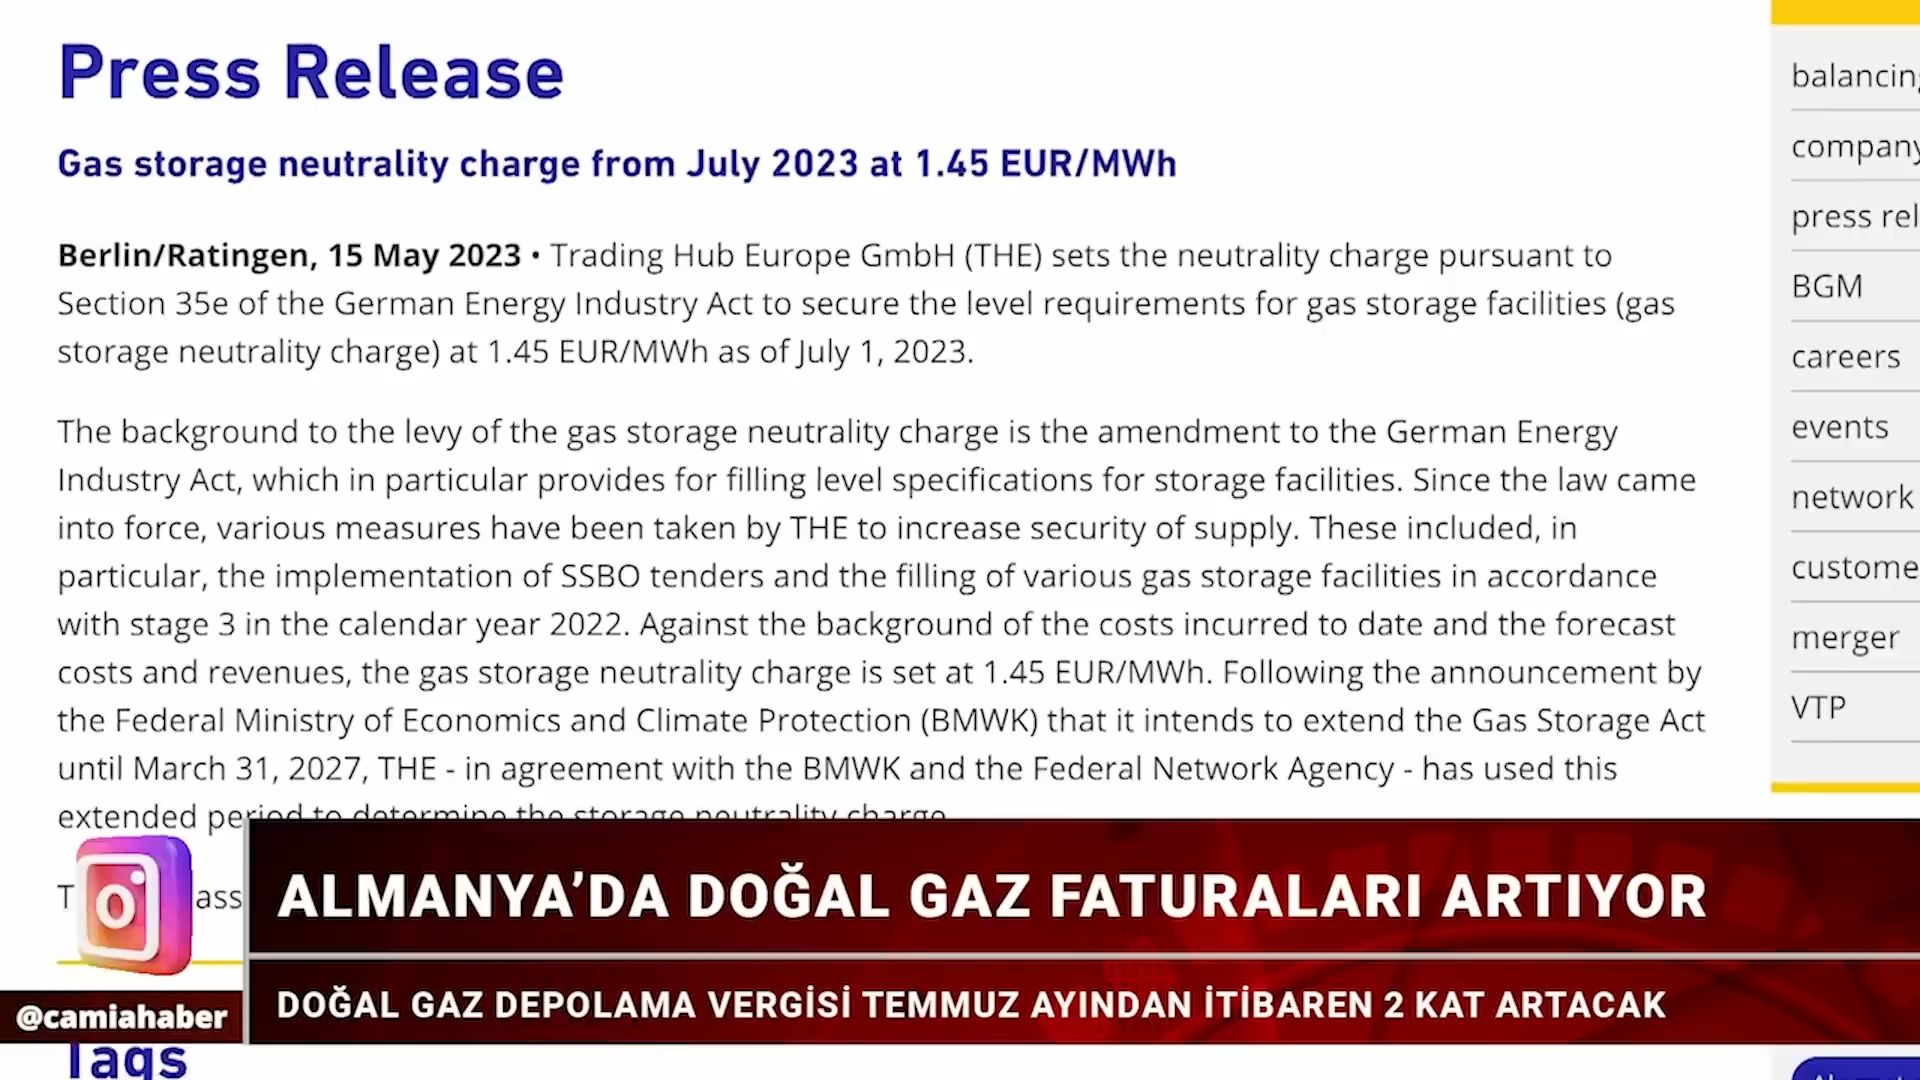 Press Release
Gas storage neutrality charge from July 2023 at 1.45 EUR/MWh
Berlin/Ratingen, 15 May 2023 • Trading Hub Europe GmbH (THE) sets the neutrality charge pursuant to
Section 35e of the German Energy Industry Act to secure the level requirements for gas storage facilities (gas
storage neutrality charge) at 1.45 EUR/MWh as of July 1, 2023.
The background to the levy of the gas storage neutrality charge is the amendment to the German Energy
Industry Act, which in particular provides for filling level specifications for storage facilities. Since the law came
into force, various measures have been taken by THE to increase security of supply. These included, in
particular, the implementation of SSBO tenders and the filling of various gas storage facilities in accordance
with stage 3 in the calendar year 2022. Against the background of the costs incurred to date and the forecast
costs and revenues, the gas storage neutrality charge is set at 1.45 EUR/MWh. Following the announcement by
the Federal Ministry of Economics and Climate Protection (BMWK) that it intends to extend the Gas Storage Act
until March 31, 2027, THE - in agreement with the BMWK and the Federal Network Agency - has used this
extended period to determine the storage neutrality charge.
balancing
company
press rel
BGM
careers
events
network
custome
merger
VTP
T ass
ALMANYA’DA DOĞAL GAZ FATURALARI ARTIYOR
DOĞAL GAZ DEPOLAMA VERGİSİ TEMMUZ AYINDAN İTİBAREN 2 KAT ARTACAK
@camiahaber
Tags